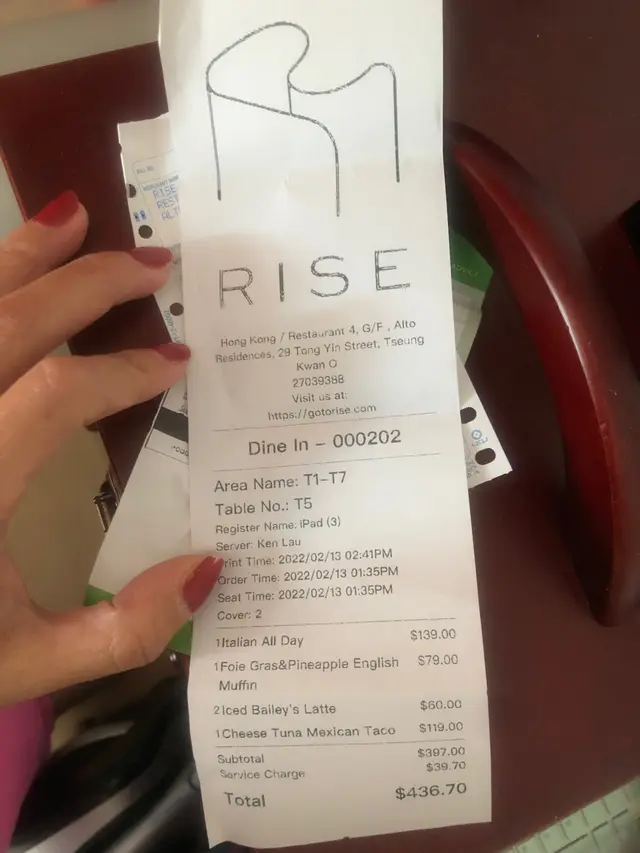 RISE
Hong Kong / Restaurant 4, G/F , Alto
Residences, 29 Tong Yin Street, Tseung
Kwan O
27039388
Visit us at:
https://gotorise.com
Dine In - 000202
Area Name: T1-T7
Table No.: T5
Register Name: iPad (3)
Server: Ken Lau
Print Time: 2022/02/13 02:41PM
Order Time: 2022/02/13 01:35PM
Seat Time: 2022/02/13 01:35PM
Cover: 2
1 Italian All Day $139.00
1 Foie Gras&Pineapple English $79.00
Muffin
2 Iced Bailey's Latte $60.00
1 Cheese Tuna Mexican Taco $119.00
Subtotal $397.00
Service Charge $39.70
Total $436.70
RISE
REST
ALT